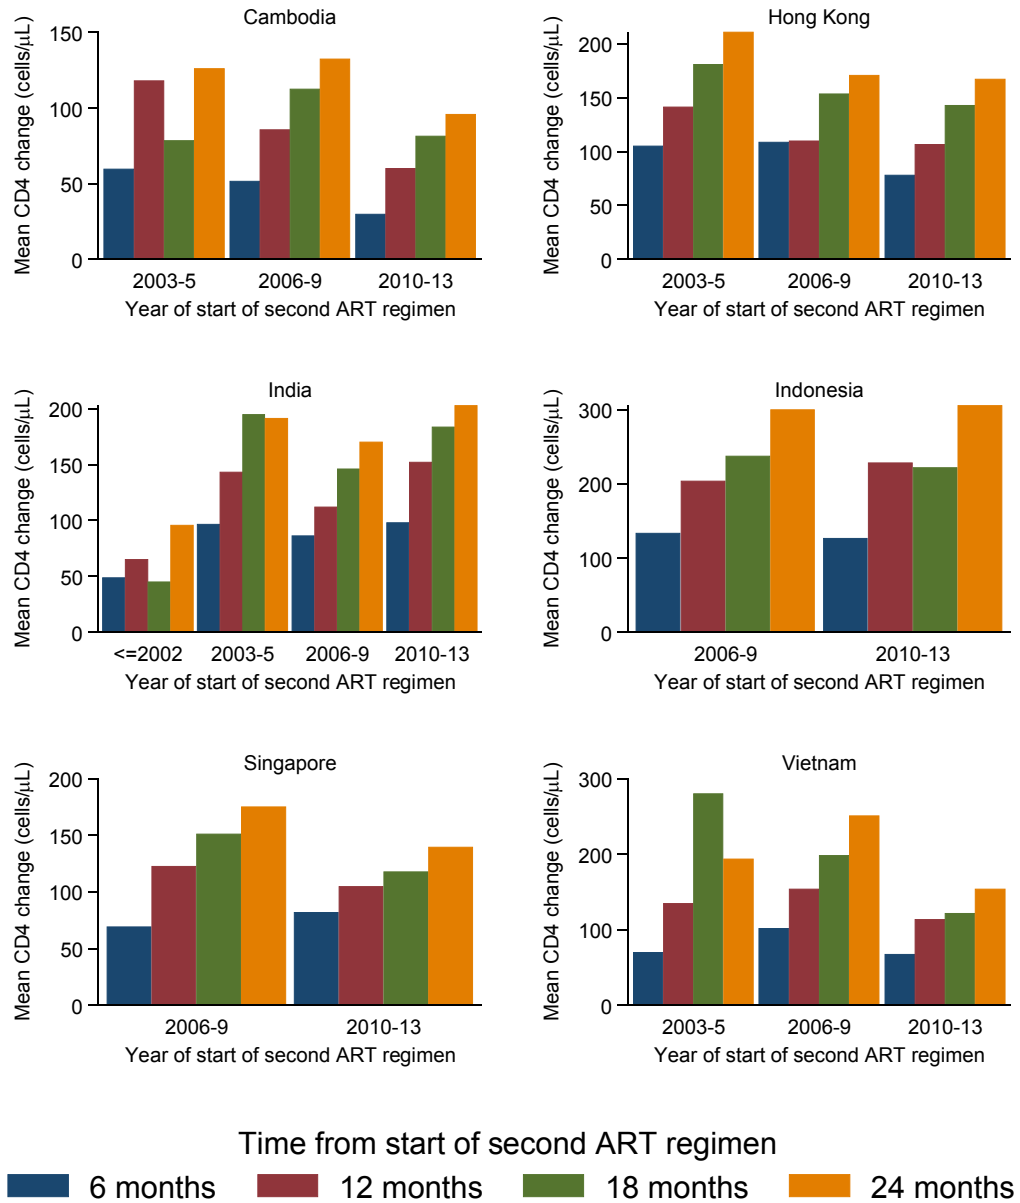 Cambodia
Mean CD4 change (cells/μL)
150
100
50
0
2003-5 2006-9 2010-13
Year of start of second ART regimen
Hong Kong
Mean CD4 change (cells/μL)
200
150
100
50
0
2003-5 2006-9 2010-13
Year of start of second ART regimen
India
Mean CD4 change (cells/μL)
200
150
100
50
0
<=2002 2003-5 2006-9 2010-13
Year of start of second ART regimen
Indonesia
Mean CD4 change (cells/μL)
300
200
100
0
2006-9 2010-13
Year of start of second ART regimen
Singapore
Mean CD4 change (cells/μL)
200
150
100
50
0
2006-9 2010-13
Year of start of second ART regimen
Vietnam
Mean CD4 change (cells/μL)
300
200
100
0
2003-5 2006-9 2010-13
Year of start of second ART regimen
Time from start of second ART regimen
6 months 12 months 18 months 24 months